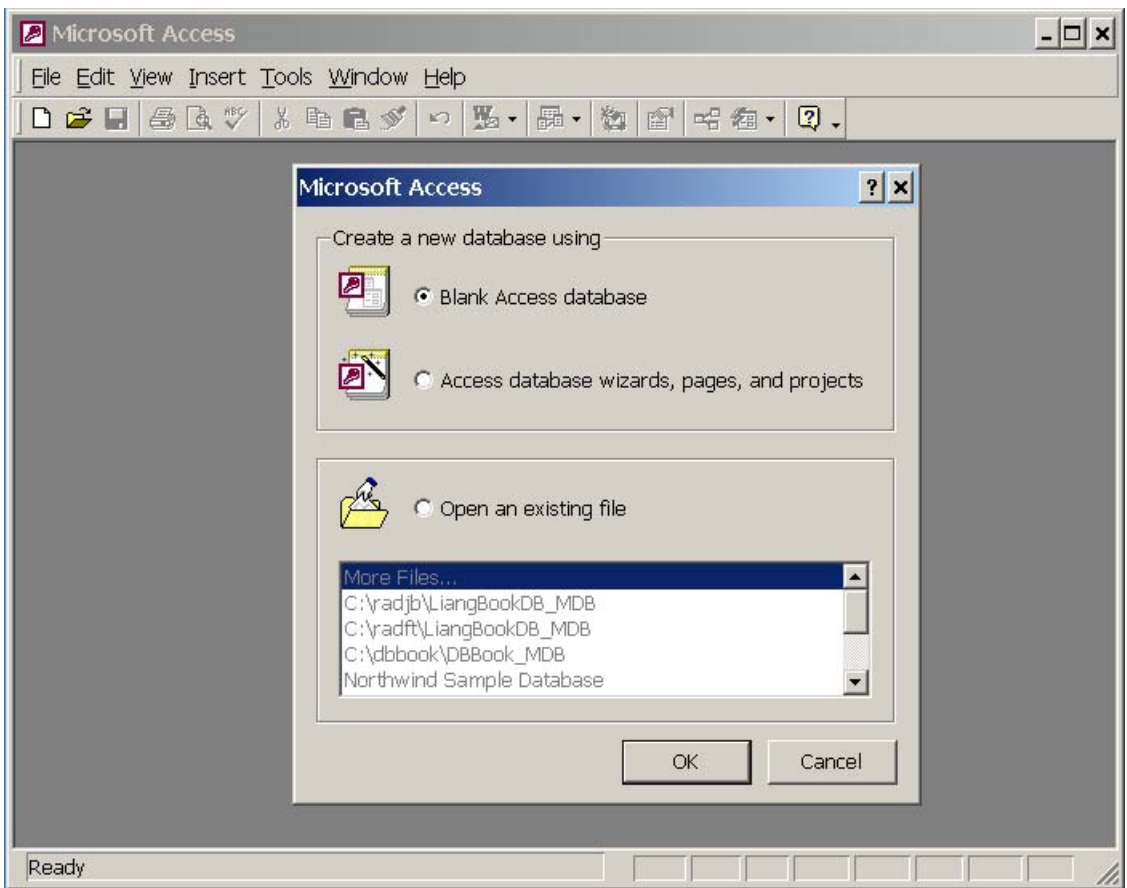 Microsoft Access
File Edit View Insert Tools Window Help
Microsoft Access
Create a new database using
Blank Access database
Access database wizards, pages, and projects
Open an existing file
More Files...
C:\radjb\LiangBookDB_MDB
C:\radft\LiangBookDB_MDB
C:\dbbook\DBBook_MDB
Northwind Sample Database
OK Cancel
Ready